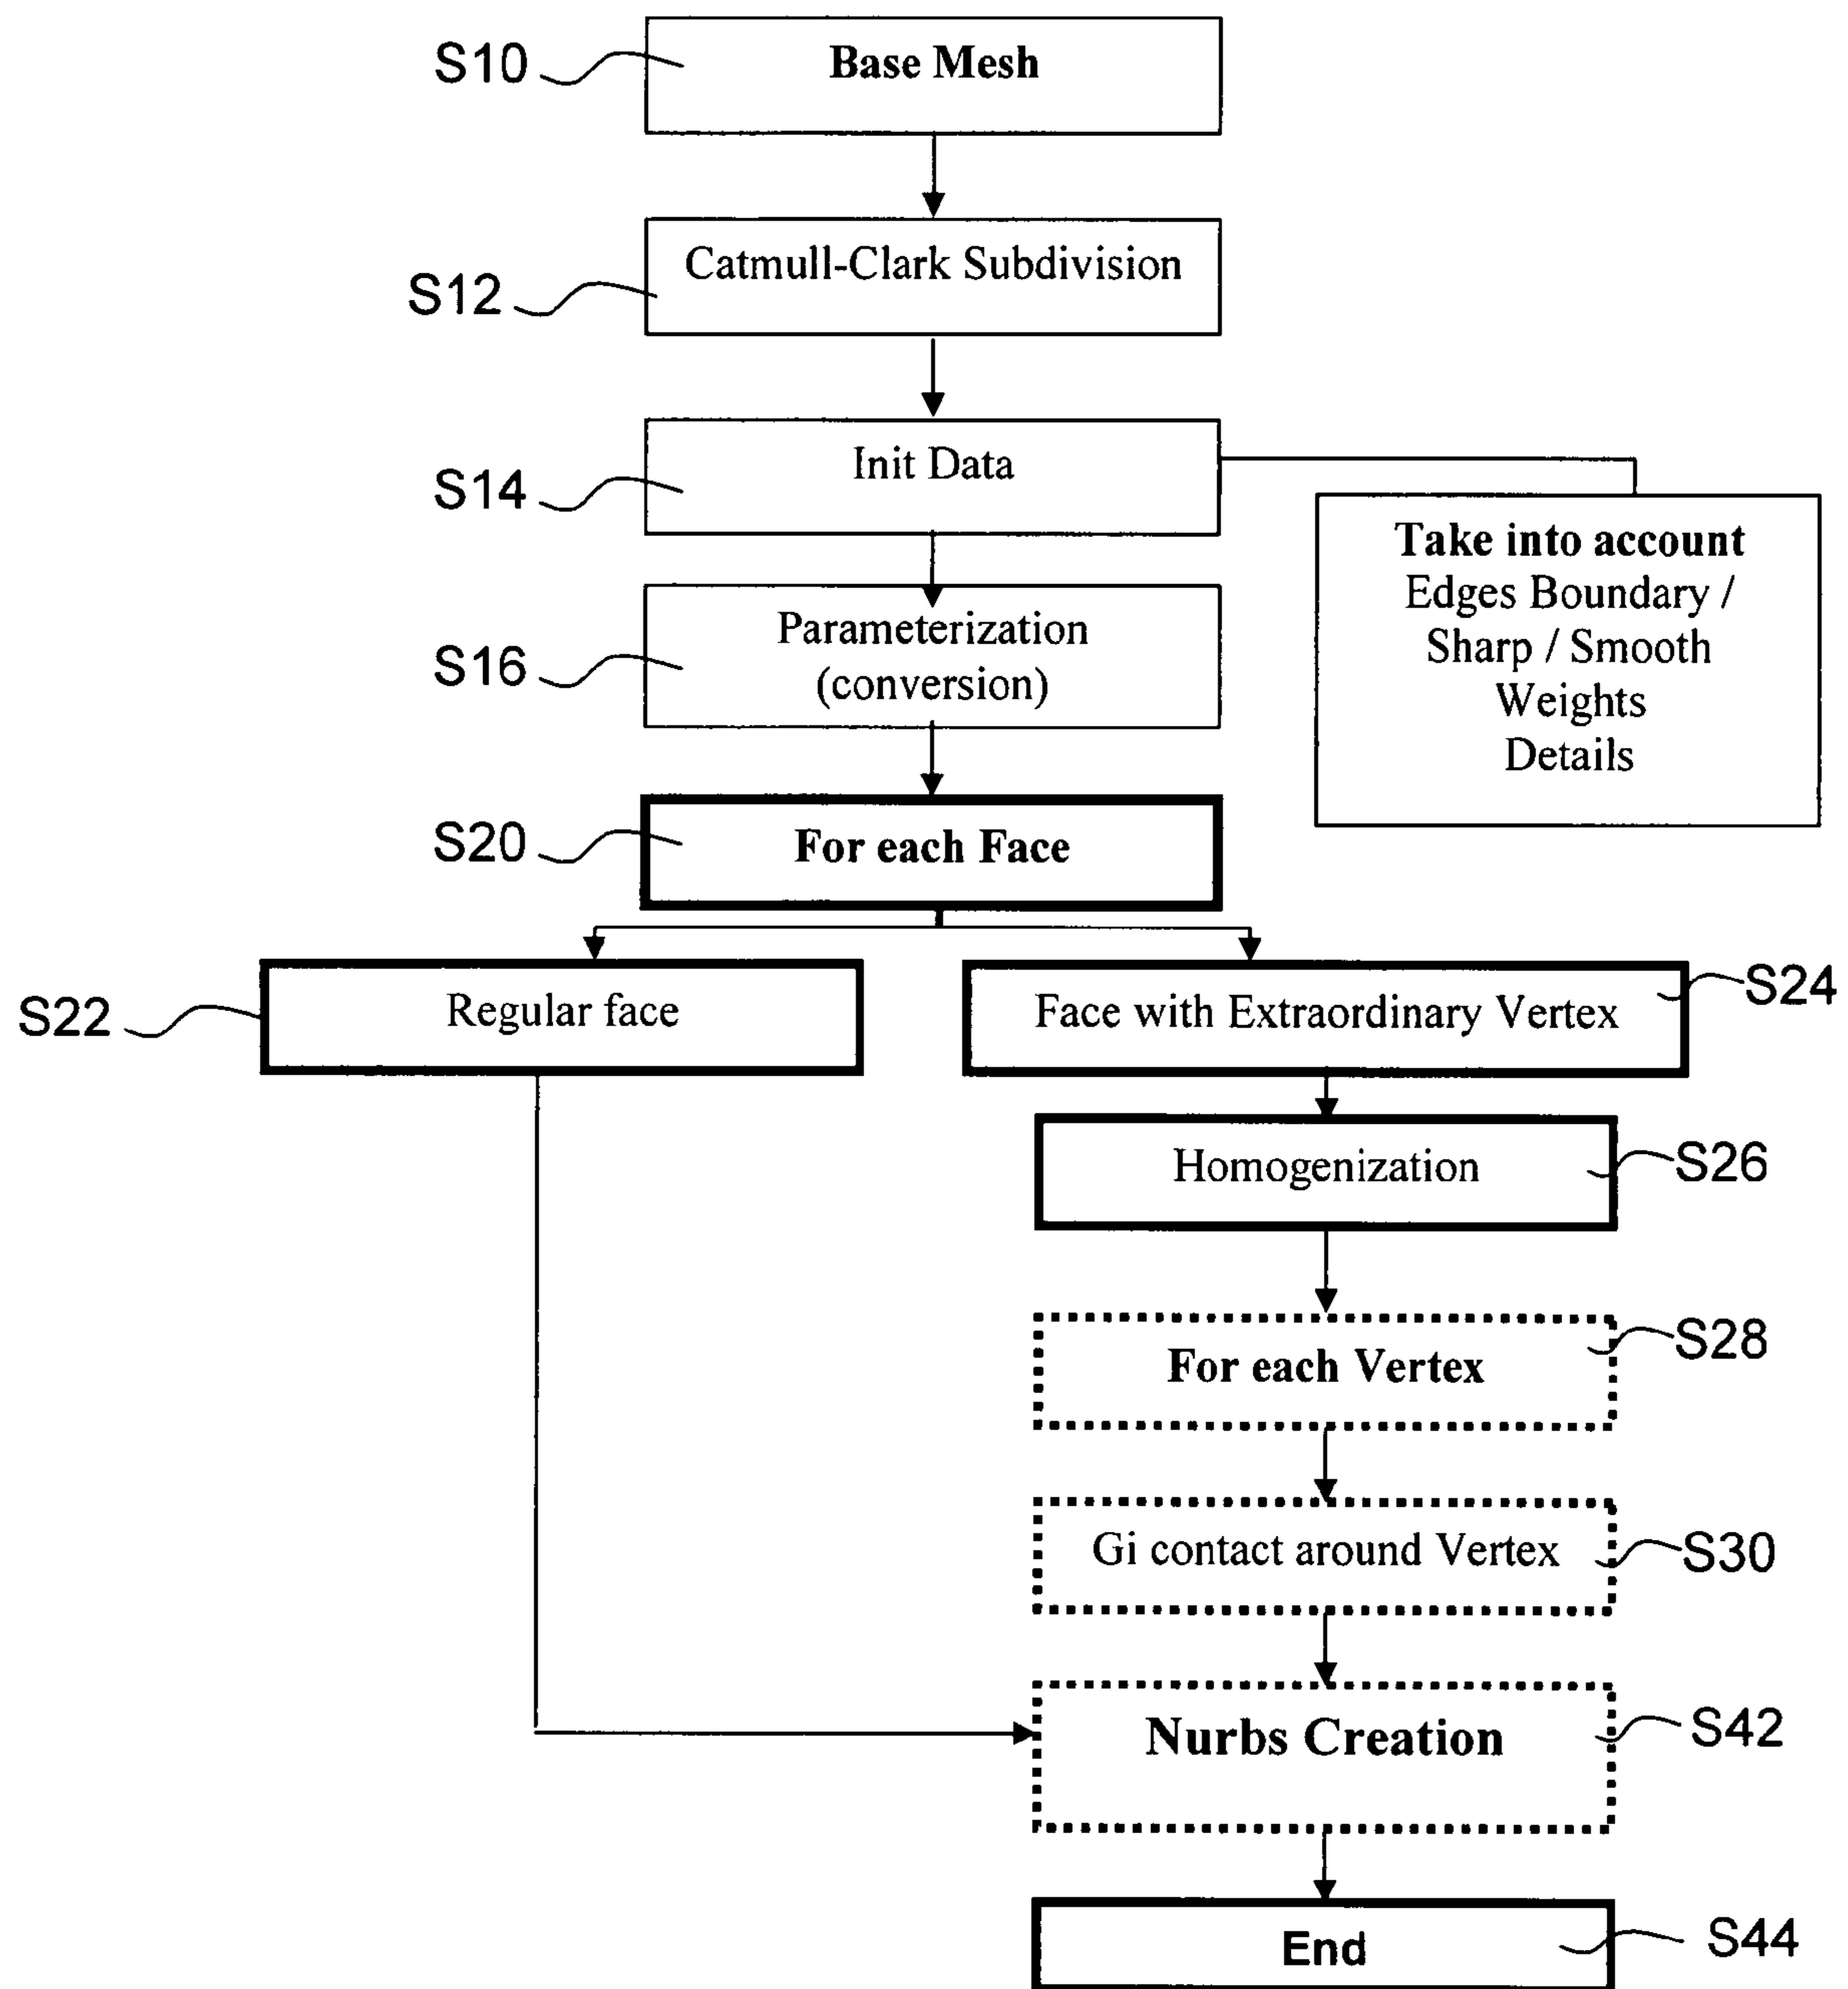 S10
Base Mesh
S12
Catmull-Clark Subdivision
S14
Init Data
Take into account
Edges Boundary /
Sharp / Smooth
Weights
Details
S16
Parameterization
(conversion)
S20
For each Face
S22
Regular face
Face with Extraordinary Vertex
S24
Homogenization
S26
For each Vertex
S28
Gi contact around Vertex
S30
Nurbs Creation
S42
End
S44